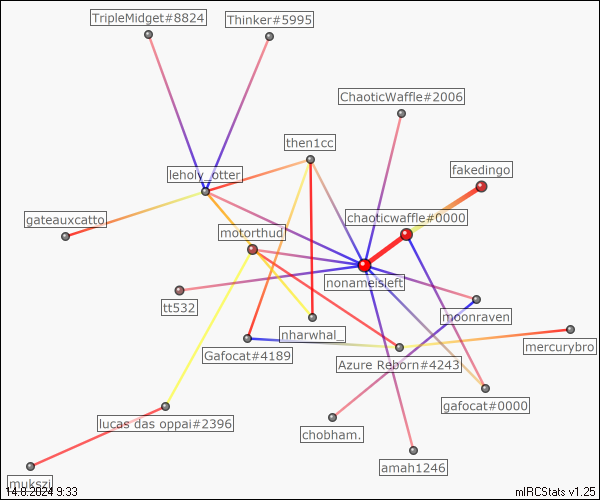 TripleMidget#8824
Thinker#5995
ChaoticWaffle#2006
then1cc
fakedingo
leholy_otter
gateauxcatto
chaoticwaffle#0000
motorthud
nonameisleft
tt532
moonraven
nharwhal_
mercurybro
Gafocat#4189
Azure Reborn#4243
gafocat#0000
lucas das oppai#2396
chobham.
amah1246
mukszi
14.8.2024 9:33
mIRCStats v1.25